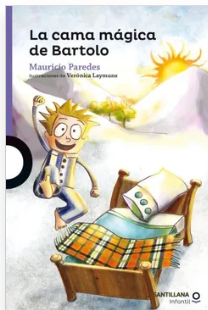 La cama mágica
de Bartolo
Mauricio Paredes
Ilustraciones de Verónica Laymuns
SANTILLANA
infantil